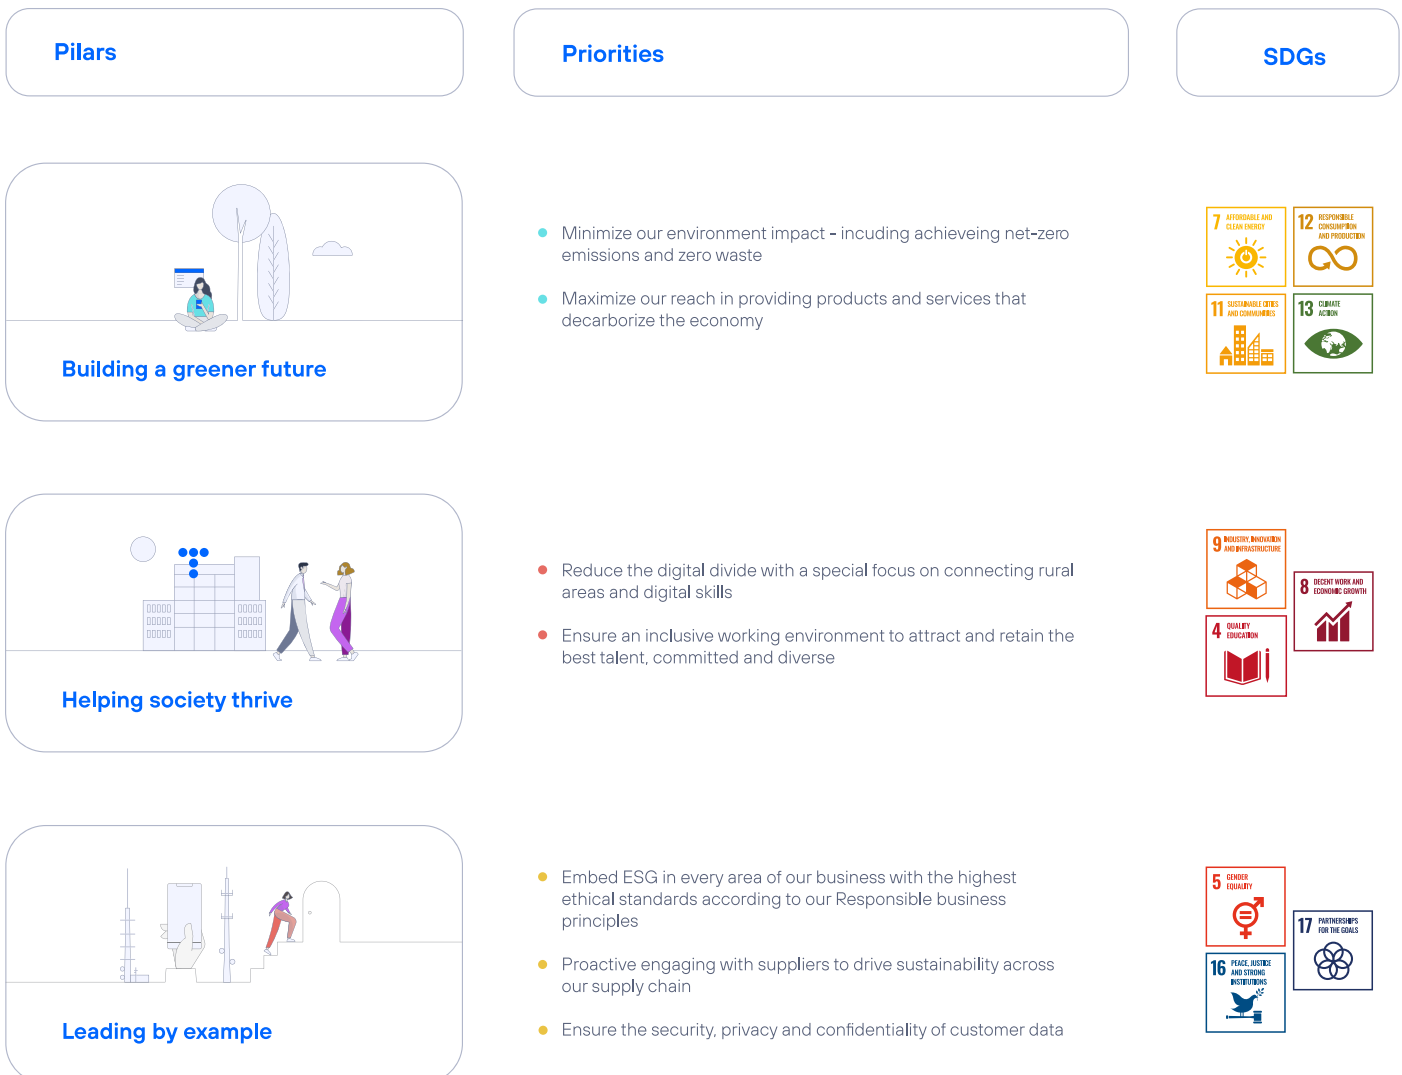 Pilars
Priorities
SDGs
Building a greener future
Minimize our environment impact - incuding achieveing net-zero
emissions and zero waste
Maximize our reach in providing products and services that
decarborize the economy
7 AFFORDABLE AND
CLEAN ENERGY
12 RESPONSIBLE
CONSUMPTION
AND PRODUCTION
11 SUSTAINABLE CITIES
AND COMMUNITIES
13 CLIMATE
ACTION
Helping society thrive
Reduce the digital divide with a special focus on connecting rural
areas and digital skills
Ensure an inclusive working environment to attract and retain the
best talent, committed and diverse
9 INDUSTRY, INNOVATION
AND INFRASTRUCTURE
8 DECENT WORK AND
ECONOMIC GROWTH
4 QUALITY
EDUCATION
Leading by example
Embed ESG in every area of our business with the highest
ethical standards according to our Responsible business
principles
Proactive engaging with suppliers to drive sustainability across
our supply chain
Ensure the security, privacy and confidentiality of customer data
5 GENDER
EQUALITY
17 PARTNERSHIPS
FOR THE GOALS
16 PEACE, JUSTICE
AND STRONG
INSTITUTIONS